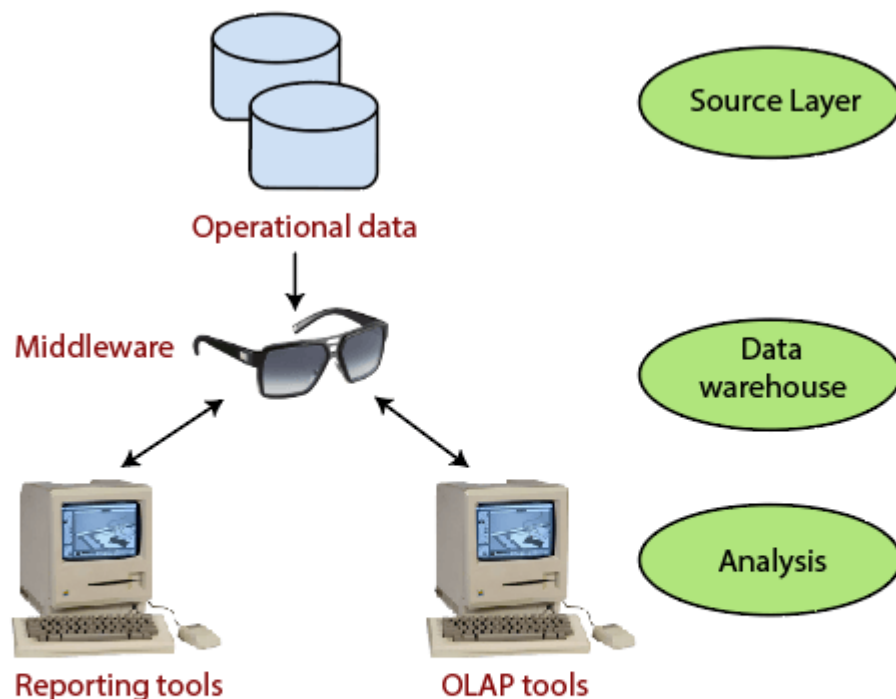 Source Layer
Operational data
Middleware
Data
warehouse
Analysis
Reporting tools
OLAP tools